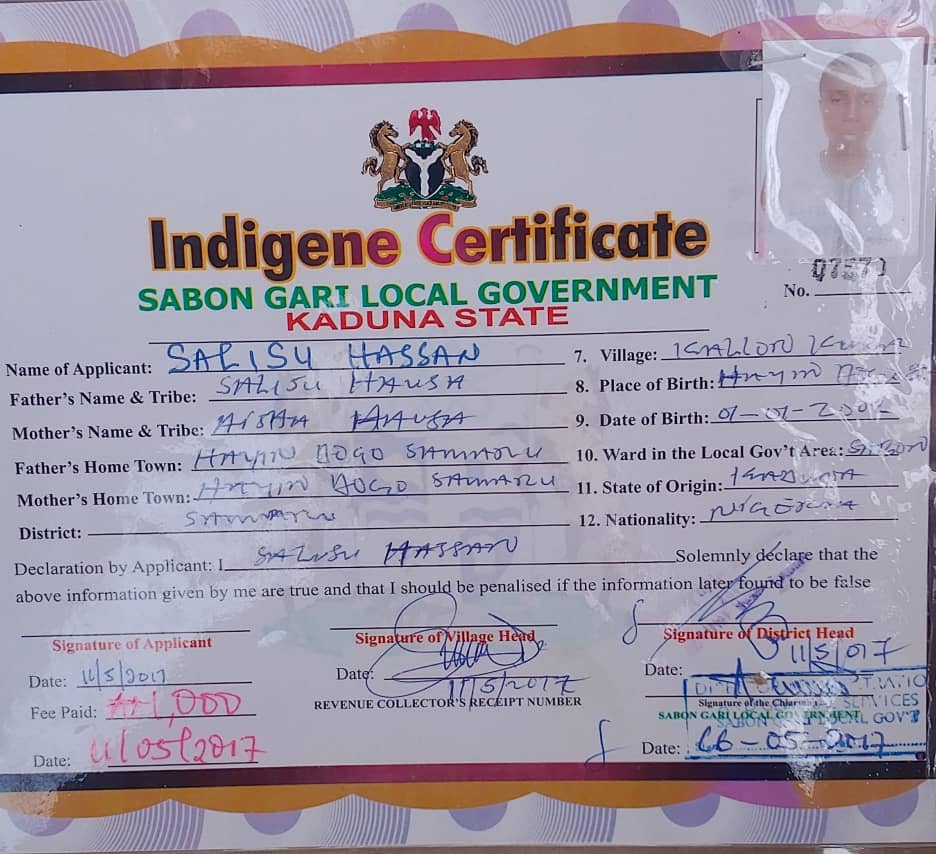 Indigene Certificate
SABON GARI LOCAL GOVERNMENT
KADUNA STATE
No.
Name of Applicant: SALISU HASSAN
Father's Name & Tribe: SALISU HAUSA
Mother's Name & Tribe: AISHA HAUSA
Father's Home Town: HAYIN DOGO SAMARU
Mother's Home Town: HAYIN DOGO SAMARU
District: SAMARU
7. Village:
8. Place of Birth: HAYIN
9. Date of Birth: 01-01-
10. Ward in the Local Gov't Area: SABON
11. State of Origin: KADUNA
12. Nationality: NIGERIA
Declaration by Applicant: I SALISU HASSAN Solemnly declare that the
above information given by me are true and that I should be penalised if the information later found to be false
Signature of Applicant
Date: 11/5/2017
Fee Paid: ₦1,000
Date: 11/05/2017
Signature of Village Head
Date: 11/5/2017
REVENUE COLLECTOR'S RECEIPT NUMBER
Signature of District Head
Date: 11/5/017
Signature of the Chairman
SERVICES
SABON GARI LOCAL GOVERNMENT
Date: 16-05-2017